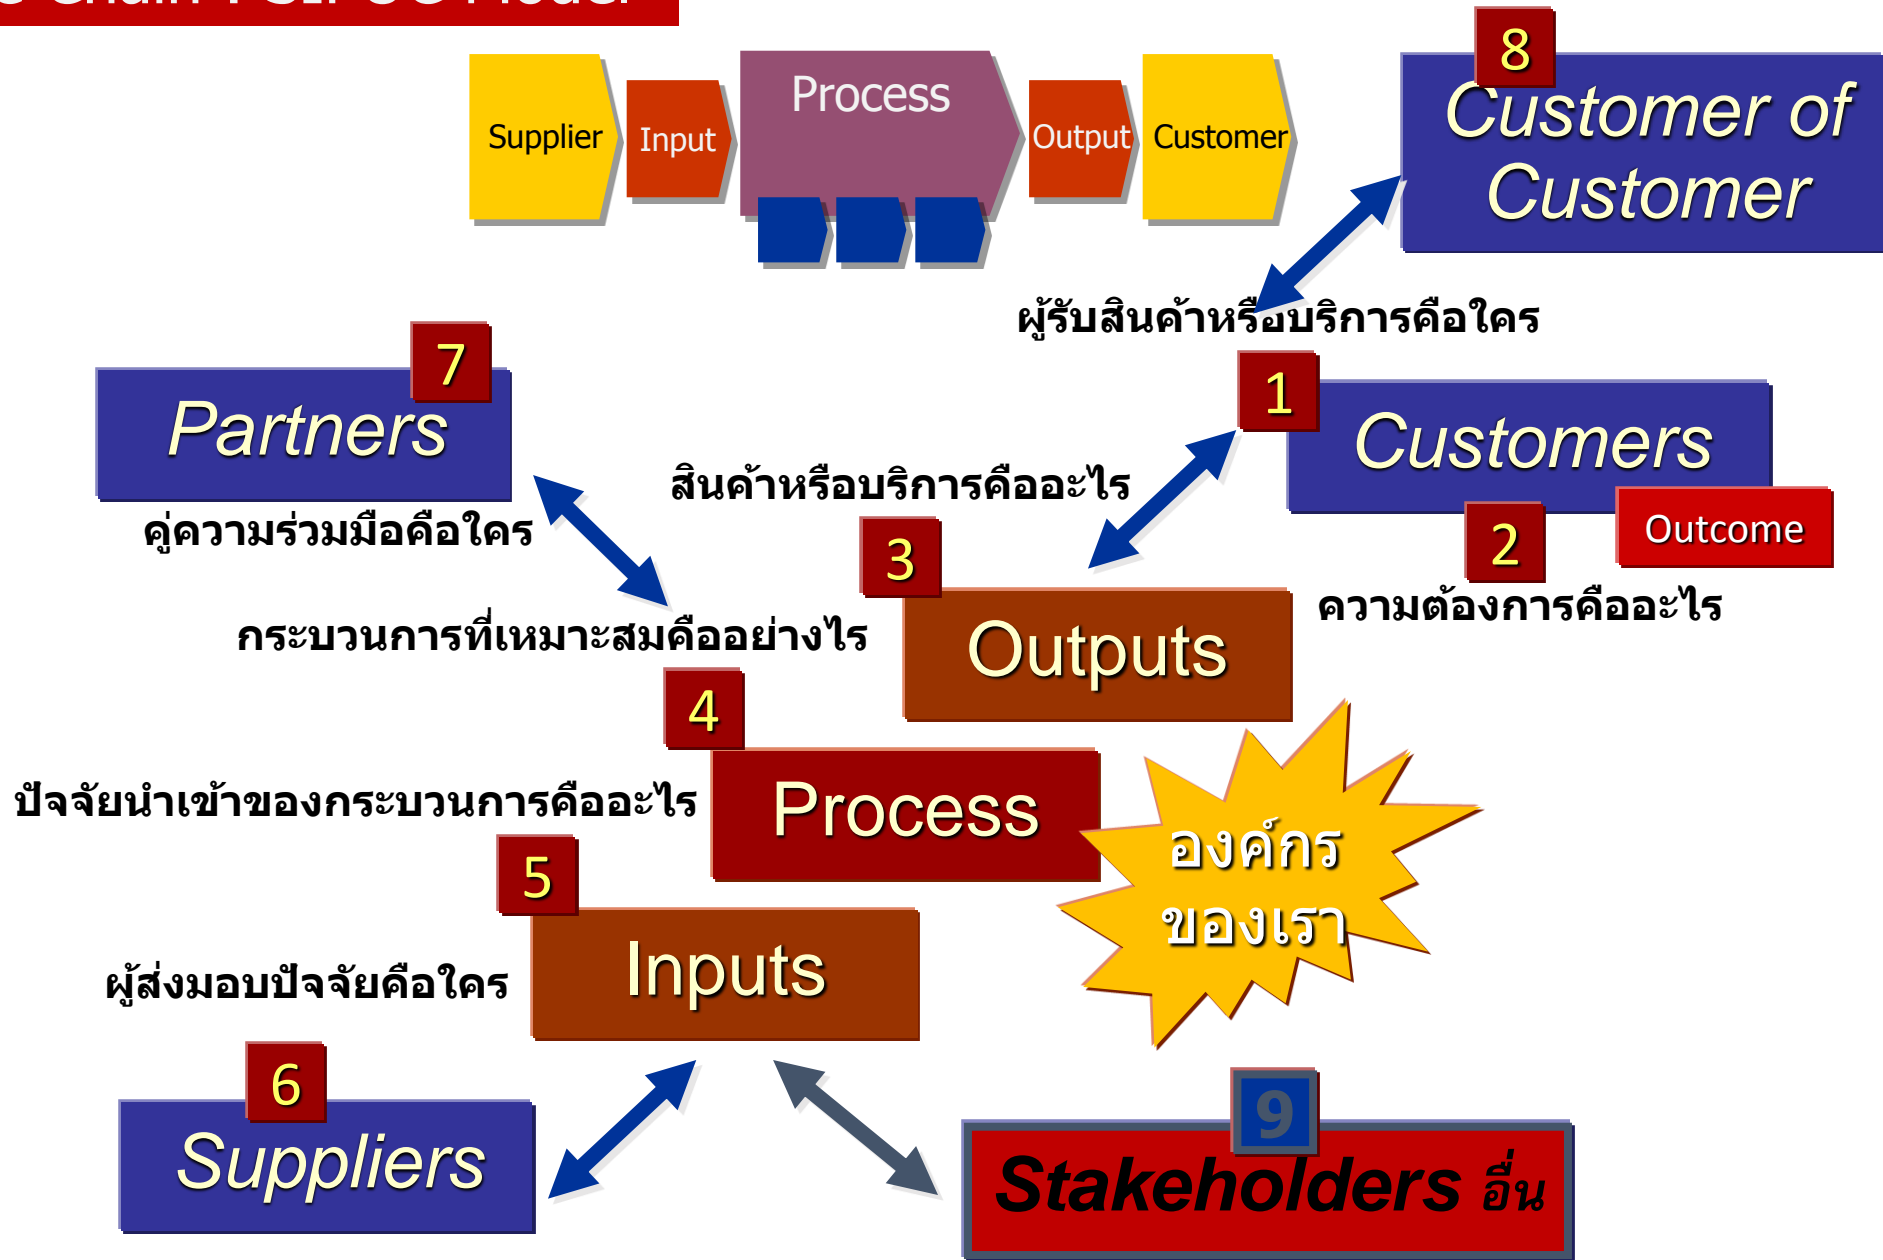 Chain : SIPOC Model
Supplier
Input
Process
Output
Customer
8
Customer of
Customer
ผู้รับสินค้าหรือบริการคือใคร
7
Partners
คู่ความร่วมมือคือใคร
1
Customers
2
Outcome
ความต้องการคืออะไร
สินค้าหรือบริการคืออะไร
3
Outputs
กระบวนการที่เหมาะสมคืออย่างไร
4
Process
องค์กร
ของเรา
ปัจจัยนำเข้าของกระบวนการคืออะไร
5
Inputs
ผู้ส่งมอบปัจจัยคือใคร
6
Suppliers
9
Stakeholders อื่น